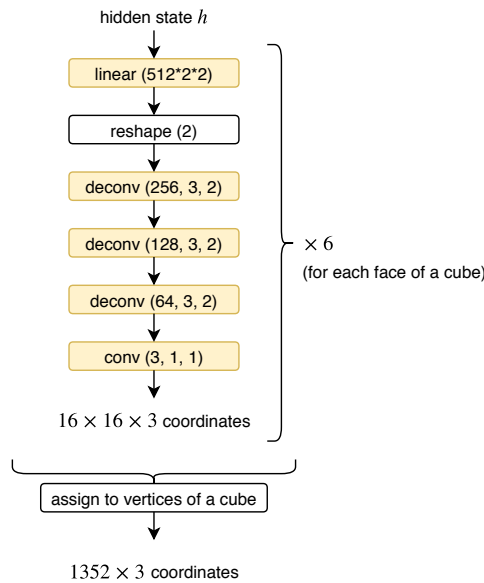 hidden state h
linear (512*2*2)
reshape (2)
deconv (256, 3, 2)
deconv (128, 3, 2)
deconv (64, 3, 2)
conv (3, 1, 1)
16 × 16 × 3 coordinates
× 6
(for each face of a cube)
assign to vertices of a cube
1352 × 3 coordinates